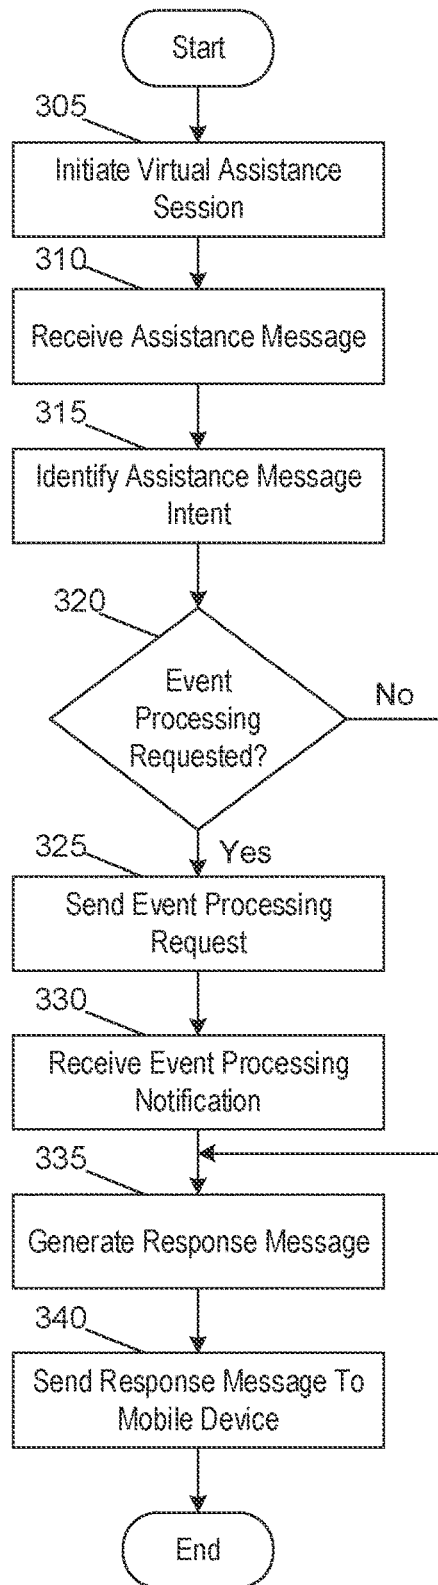 Start
305
Initiate Virtual Assistance
Session
310
Receive Assistance Message
315
Identify Assistance Message
Intent
320
Event
Processing
Requested?
No
Yes
325
Send Event Processing
Request
330
Receive Event Processing
Notification
335
Generate Response Message
340
Send Response Message To
Mobile Device
End